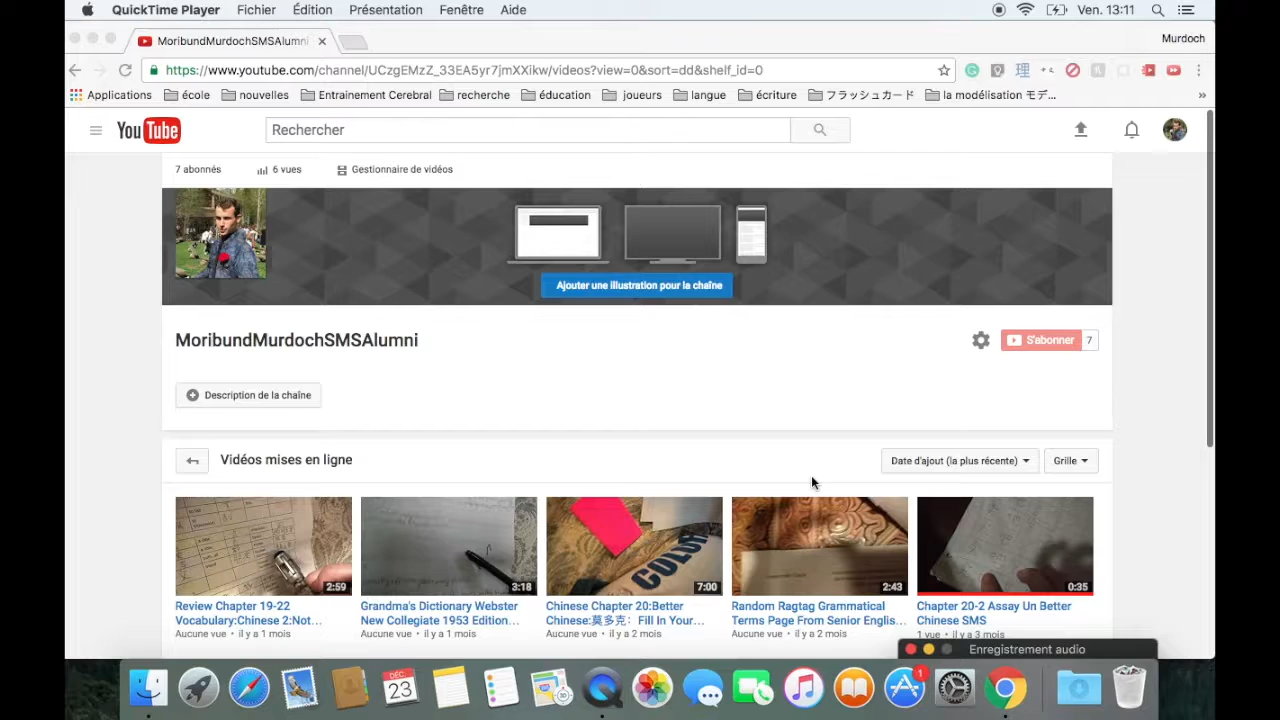 QuickTime Player Fichier Édition Présentation Fenêtre Aide Ven. 13:11
MoribundMurdochSMSAlumni Murdoch
https://www.youtube.com/channel/UCzgEMzZ_33EA5yr7jmXXikw/videos?view=0&sort=dd&shelf_id=0
Applications école nouvelles Entrainement Cerebral recherche éducation joueurs langue écriture フラッシュカード la modélisation モデ... »
YouTube Rechercher
7 abonnés 6 vues Gestionnaire de vidéos
Ajouter une illustration pour la chaîne
MoribundMurdochSMSAlumni S'abonner 7
Description de la chaîne
Vidéos mises en ligne Date d'ajout (la plus récente) Grille
COLOR
2:59 3:18 7:00 2:43 0:35
Review Chapter 19-22 Grandma's Dictionary Webster Chinese Chapter 20:Better Random Ragtag Grammatical Chapter 20-2 Assay Un Better
Vocabulary:Chinese 2:Not... New Collegiate 1953 Edition... Chinese:莫多克: Fill In Your... Terms Page From Senior Englis... Chinese SMS
Aucune vue • il y a 1 mois Aucune vue • il y a 1 mois Aucune vue • il y a 2 mois Aucune vue • il y a 2 mois 1 vue • il y a 3 mois
Enregistrement audio
DÉC
23
1